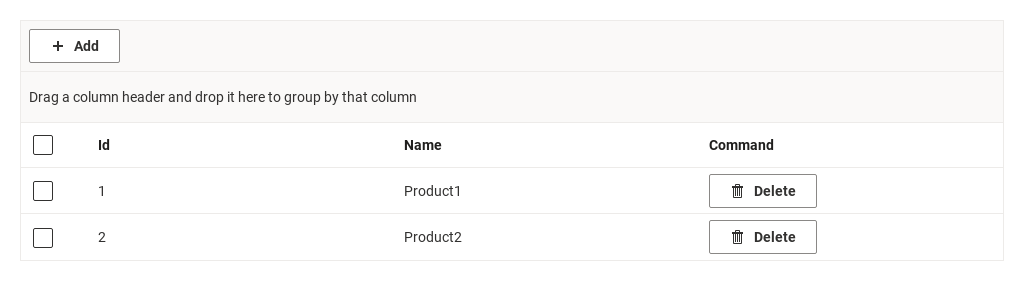 Add
Drag a column header and drop it here to group by that column
Id Name Command
1 Product1 Delete
2 Product2 Delete